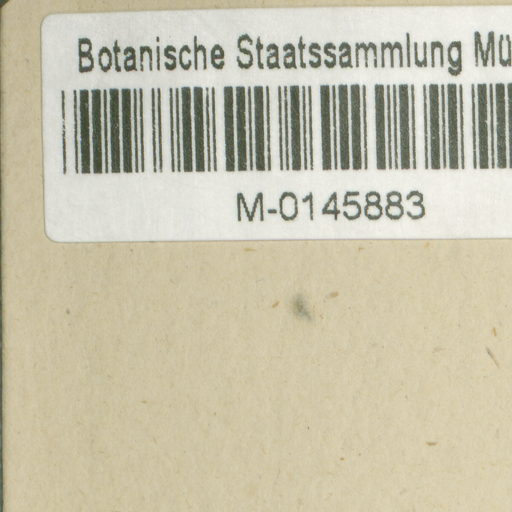 Botanische Staatssammlung Mü
M-0145883